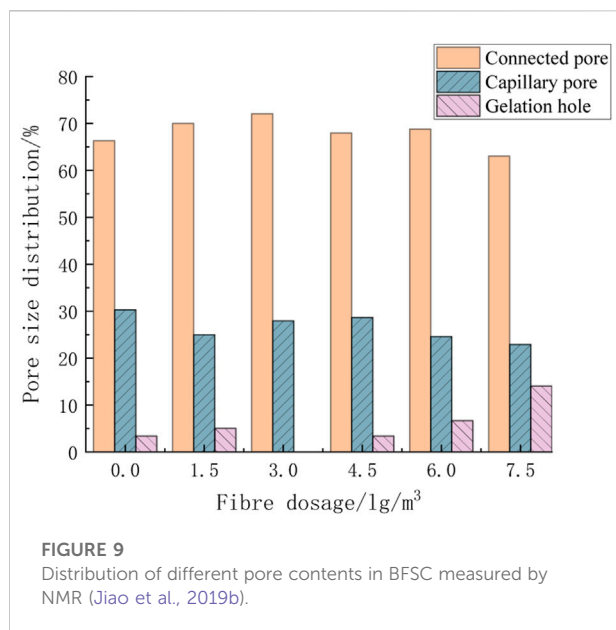 Connected pore
Capillary pore
Gelation hole
Pore size distribution/%
80
70
60
50
40
30
20
10
0
0.0 1.5 3.0 4.5 6.0 7.5
Fibre dosage/lg/m³
FIGURE 9
Distribution of different pore contents in BFSC measured by
NMR (Jiao et al., 2019b).